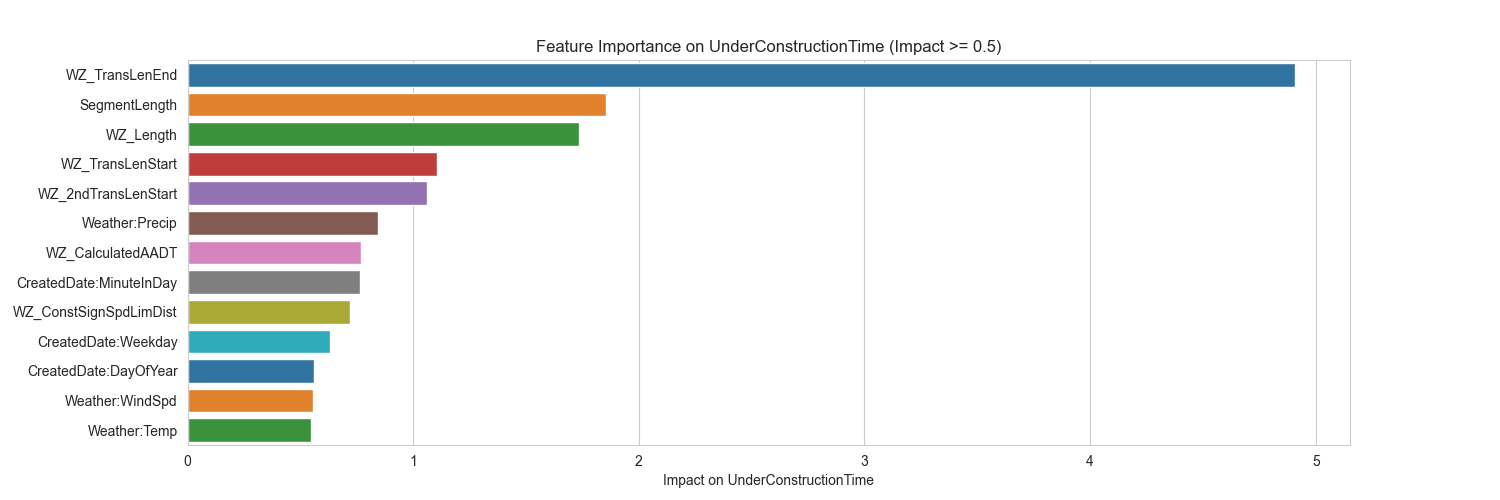 Feature Importance on UnderConstructionTime (Impact >= 0.5)
WZ_TransLenEnd
SegmentLength
WZ_Length
WZ_TransLenStart
WZ_2ndTransLenStart
Weather:Precip
WZ_CalculatedAADT
CreatedDate:MinuteInDay
WZ_ConstSignSpdLimDist
CreatedDate:Weekday
CreatedDate:DayOfYear
Weather:WindSpd
Weather:Temp
0 1 2 3 4 5
Impact on UnderConstructionTime